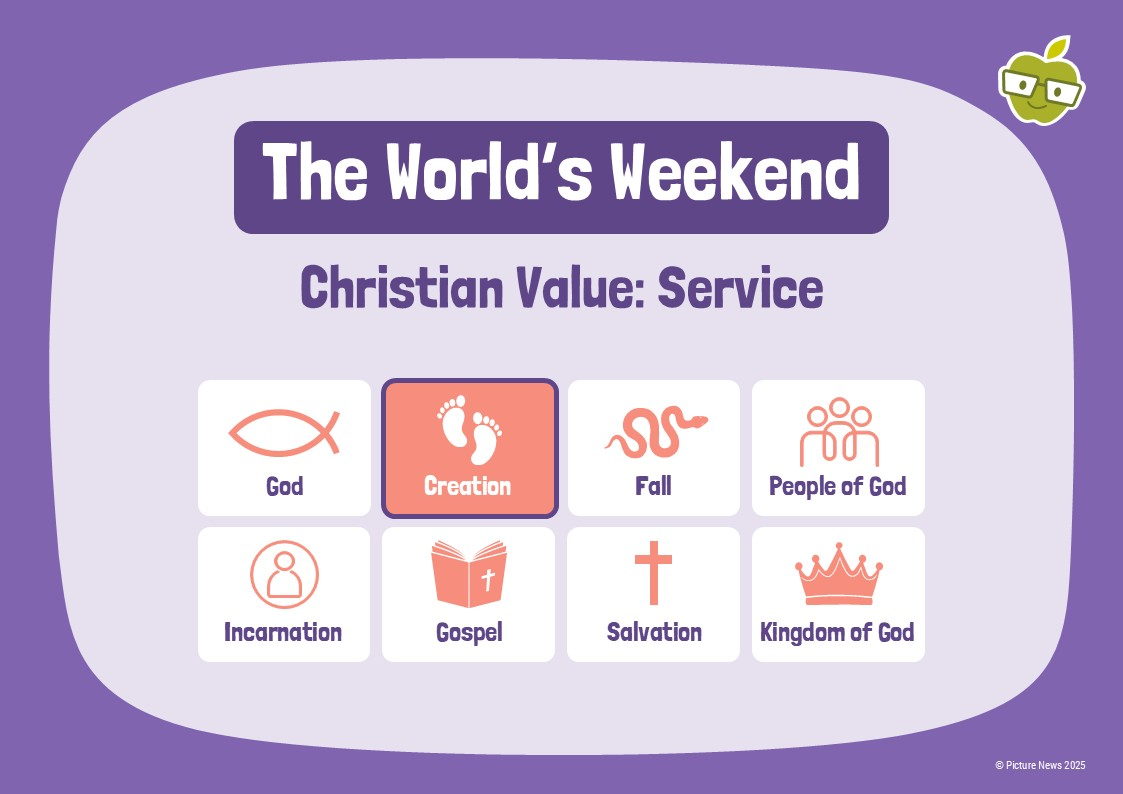 The World's Weekend
Christian Value: Service
God
Creation
Fall
People of God
Incarnation
Gospel
Salvation
Kingdom of God
© Picture News 2025